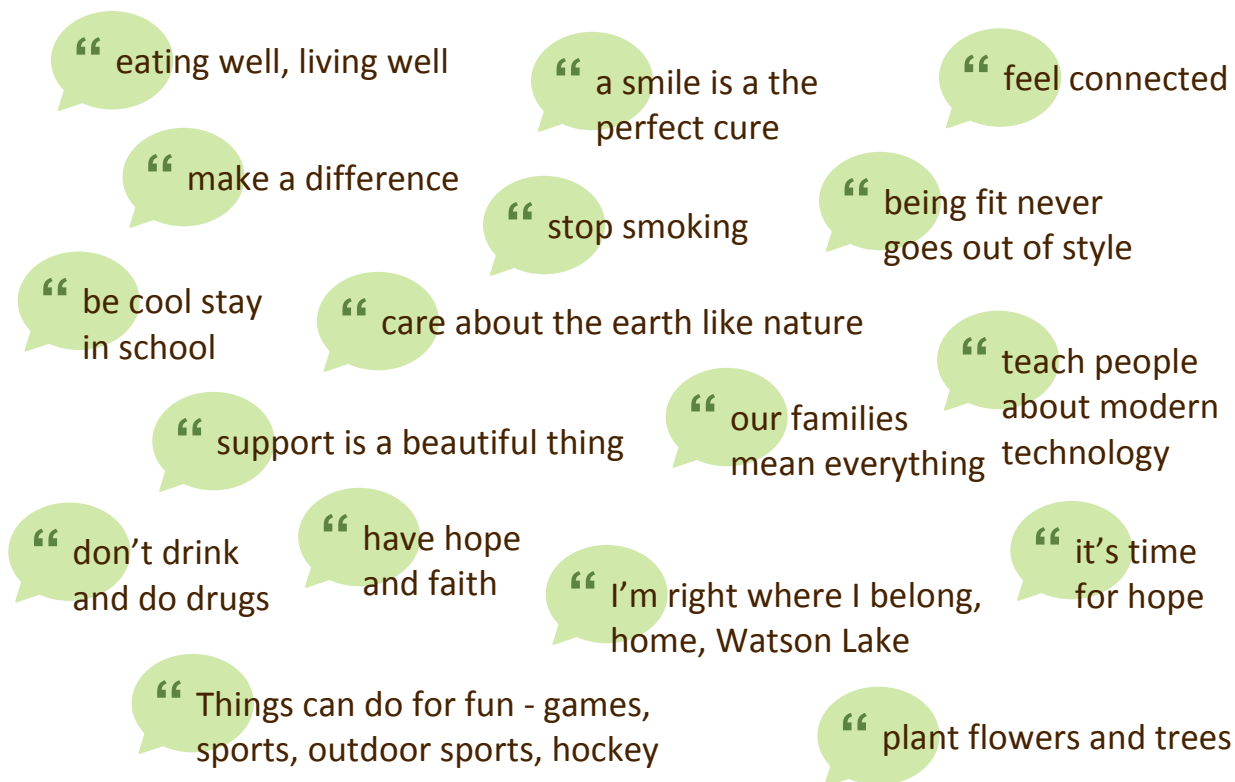 “ eating well, living well
“ a smile is a the
perfect cure
“ feel connected
“ make a difference
“ stop smoking
“ being fit never
goes out of style
“ be cool stay
in school
“ care about the earth like nature
“ teach people
about modern
technology
“ support is a beautiful thing
“ our families
mean everything
“ don’t drink
and do drugs
“ have hope
and faith
“ I’m right where I belong,
home, Watson Lake
“ it’s time
for hope
“ Things can do for fun - games,
sports, outdoor sports, hockey
“ plant flowers and trees